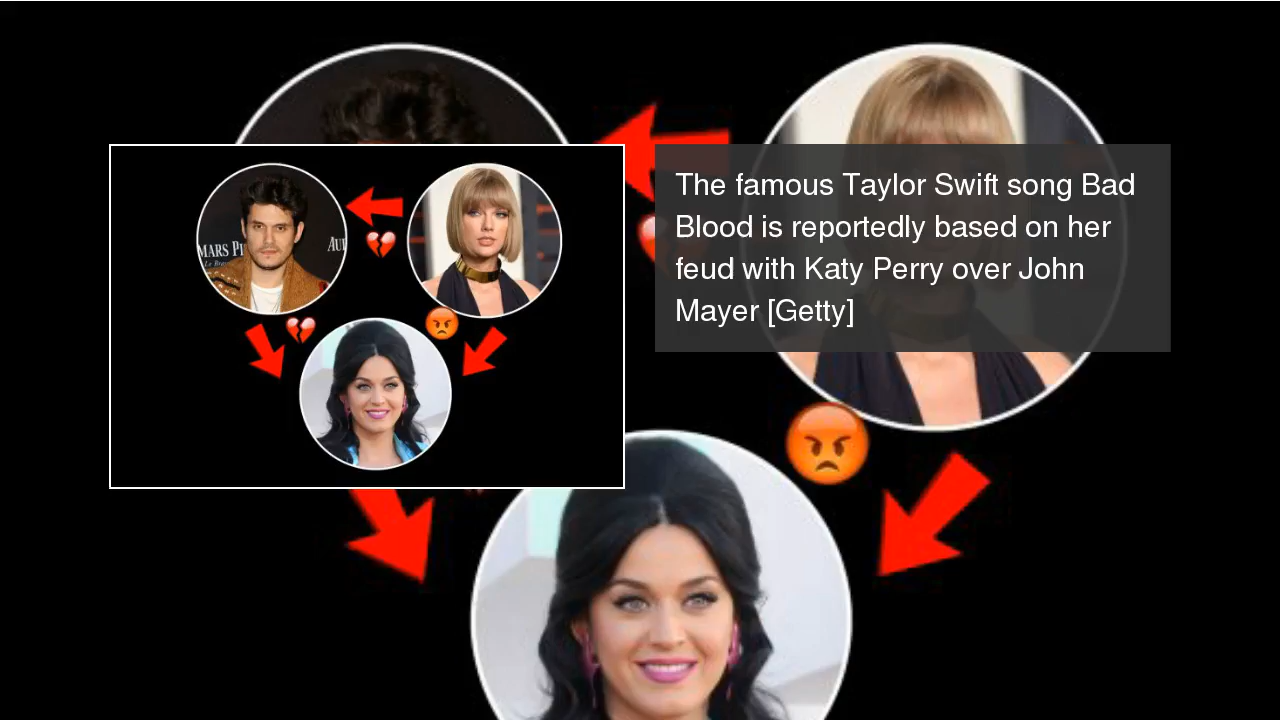 The famous Taylor Swift song Bad
Blood is reportedly based on her
feud with Katy Perry over John
Mayer [Getty]
MARS